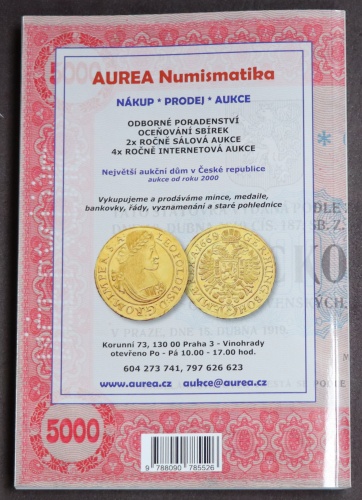 5000
AUREA Numismatika
NÁKUP * PRODEJ * AUKCE
ODBORNÉ PORADENSTVÍ
OCEŇOVÁNÍ SBÍREK
2x ROČNĚ SÁLOVÁ AUKCE
4x ROČNĚ INTERNETOVÁ AUKCE
Největší aukční dům v České republice
aukce od roku 2000
Vykupujeme a prodáváme mince, medaile,
bankovky, řády, vyznamenání a staré pohlednice
Korunní 73, 130 00 Praha 3 - Vinohrady
otevřeno Po - Pá 10.00 - 17.00 hod.
604 273 741, 797 626 623
www.aurea.cz aukce@aurea.cz
5000
9 788090 785526